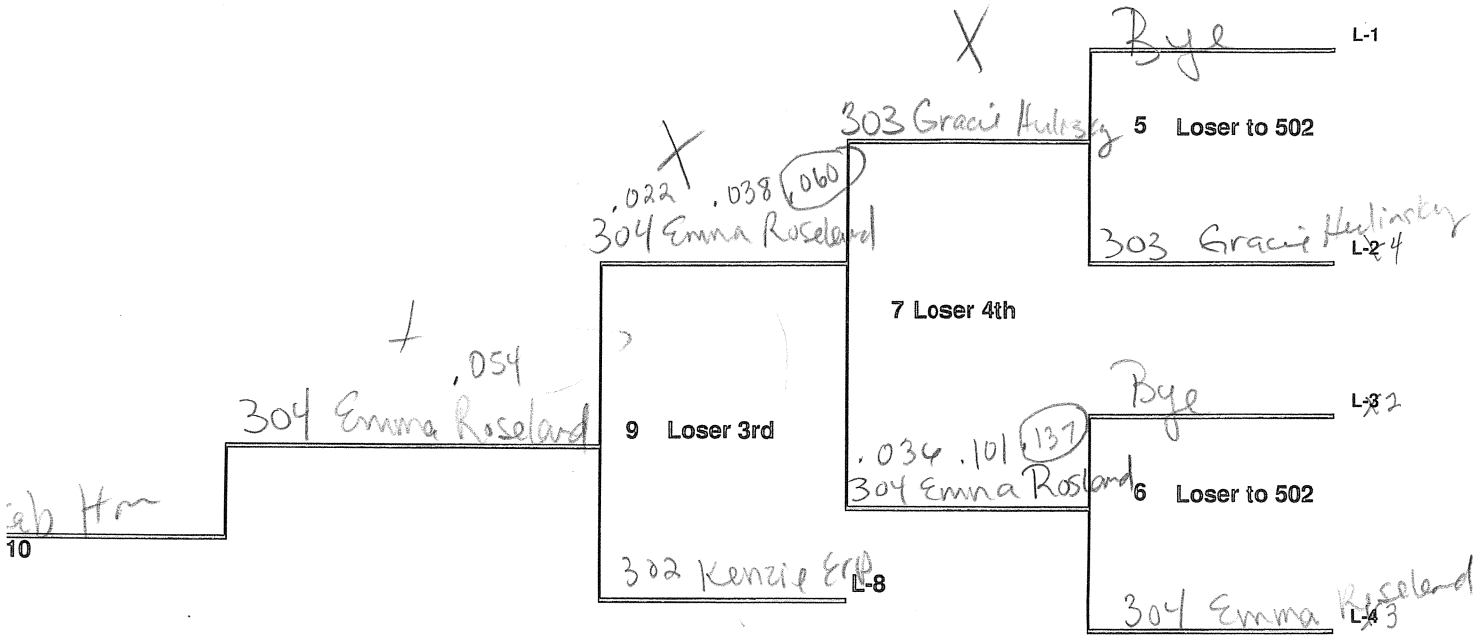 Bye L-1
X
303 Gracie Hulinsky 5 Loser to 502
X
.022 .038 .060
304 Emma Roseland
303 Gracie Hulinsky
L-2 4
7 Loser 4th
.054
304 Emma Roseland
Bye L-3 2
9 Loser 3rd
.036 .101 .137
304 Emma Rosland 6 Loser to 502
10
302 Kenzie Erp L-8
304 Emma Roseland
L-4 3